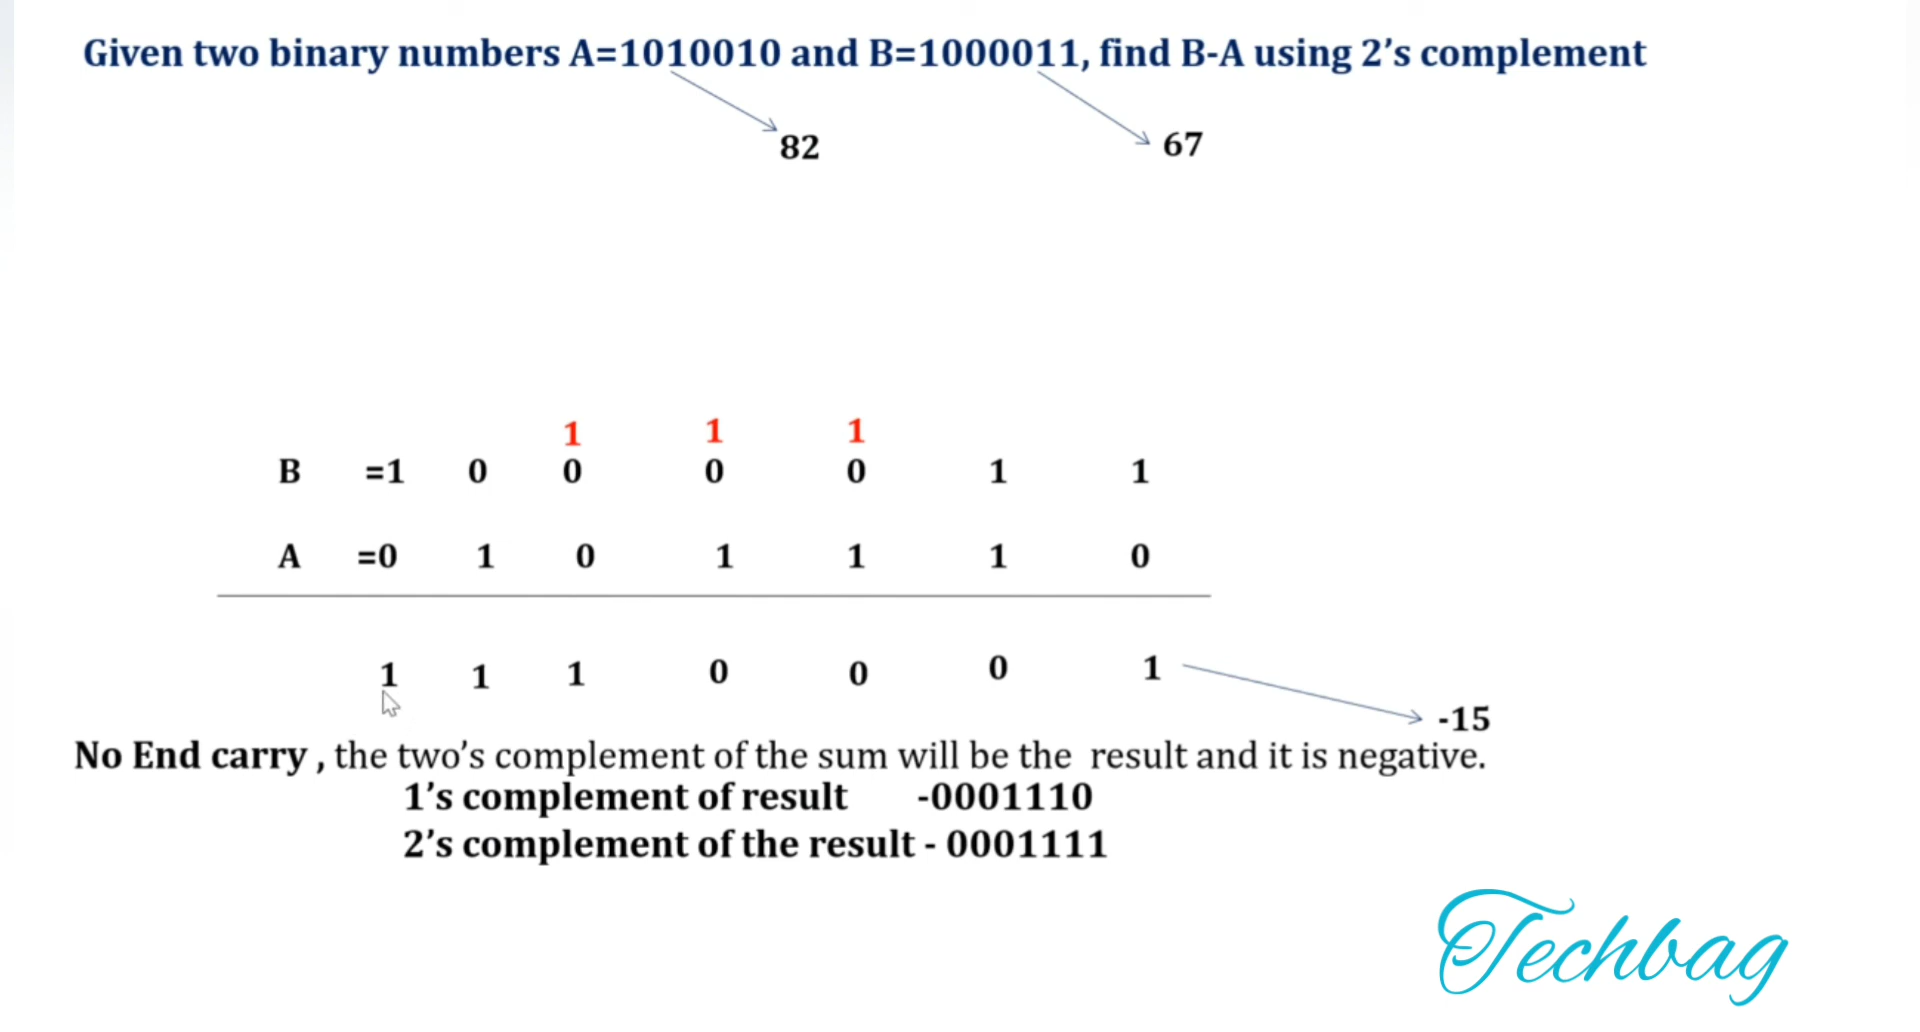 Given two binary numbers A=1010010 and B=1000011, find B-A using 2’s complement
82 67
1 1 1
B =1 0 0 0 0 1 1
A =0 1 0 1 1 1 0
1 1 1 0 0 0 1
-15
No End carry , the two’s complement of the sum will be the result and it is negative.
1’s complement of result -0001110
2’s complement of the result - 0001111
Techbag